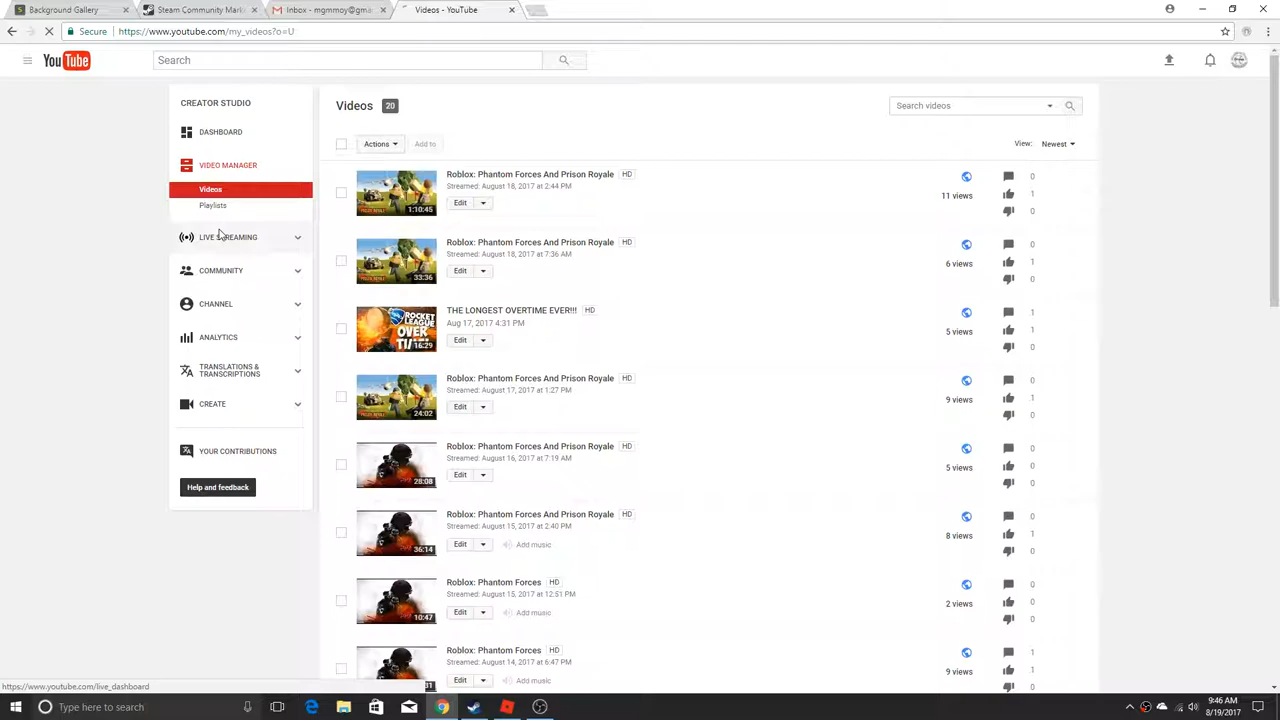 Background Gallery
Steam Community Mark
Inbox - mgmmoy@gma
Videos - YouTube
Secure
https://www.youtube.com/my_videos?o=U
YouTube
Search
CREATOR STUDIO
DASHBOARD
VIDEO MANAGER
Videos
Playlists
LIVE STREAMING
COMMUNITY
CHANNEL
ANALYTICS
TRANSLATIONS &
TRANSCRIPTIONS
CREATE
YOUR CONTRIBUTIONS
Help and feedback
Videos 20
Search videos
Actions
Add to
View: Newest
Roblox: Phantom Forces And Prison Royale HD
Streamed: August 18, 2017 at 2:44 PM
Edit
1:10:45
11 views
0
1
0
Roblox: Phantom Forces And Prison Royale HD
Streamed: August 18, 2017 at 7:36 AM
Edit
33:36
6 views
0
1
0
THE LONGEST OVERTIME EVER!!! HD
Aug 17, 2017 4:31 PM
Edit
ROCKET
LEAGUE
OVER
16:29
5 views
1
1
0
Roblox: Phantom Forces And Prison Royale HD
Streamed: August 17, 2017 at 1:27 PM
Edit
24:02
9 views
0
1
0
Roblox: Phantom Forces And Prison Royale HD
Streamed: August 16, 2017 at 7:19 AM
Edit
28:08
5 views
0
1
0
Roblox: Phantom Forces And Prison Royale HD
Streamed: August 15, 2017 at 2:40 PM
Edit
Add music
36:14
8 views
0
1
0
Roblox: Phantom Forces HD
Streamed: August 15, 2017 at 12:51 PM
Edit
Add music
10:47
2 views
0
0
0
Roblox: Phantom Forces HD
Streamed: August 14, 2017 at 6:47 PM
Edit
Add music
9 views
1
1
0
https://www.youtube.com/live_dashboard
Type here to search
9:46 AM
8/19/2017